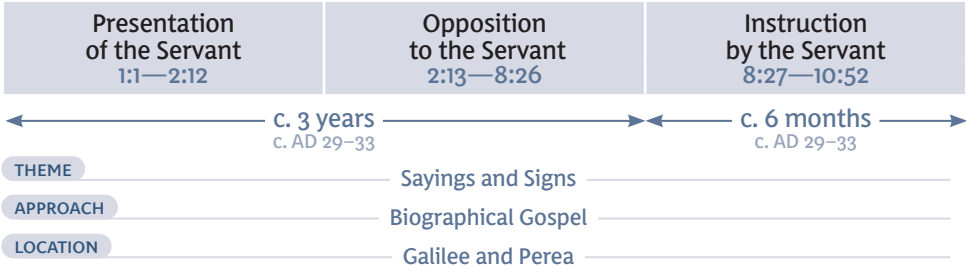 Presentation
of the Servant
1:1—2:12
Opposition
to the Servant
2:13—8:26
Instruction
by the Servant
8:27—10:52
c. 3 years
c. AD 29–33
c. 6 months
c. AD 29–33
THEME
Sayings and Signs
APPROACH
Biographical Gospel
LOCATION
Galilee and Perea